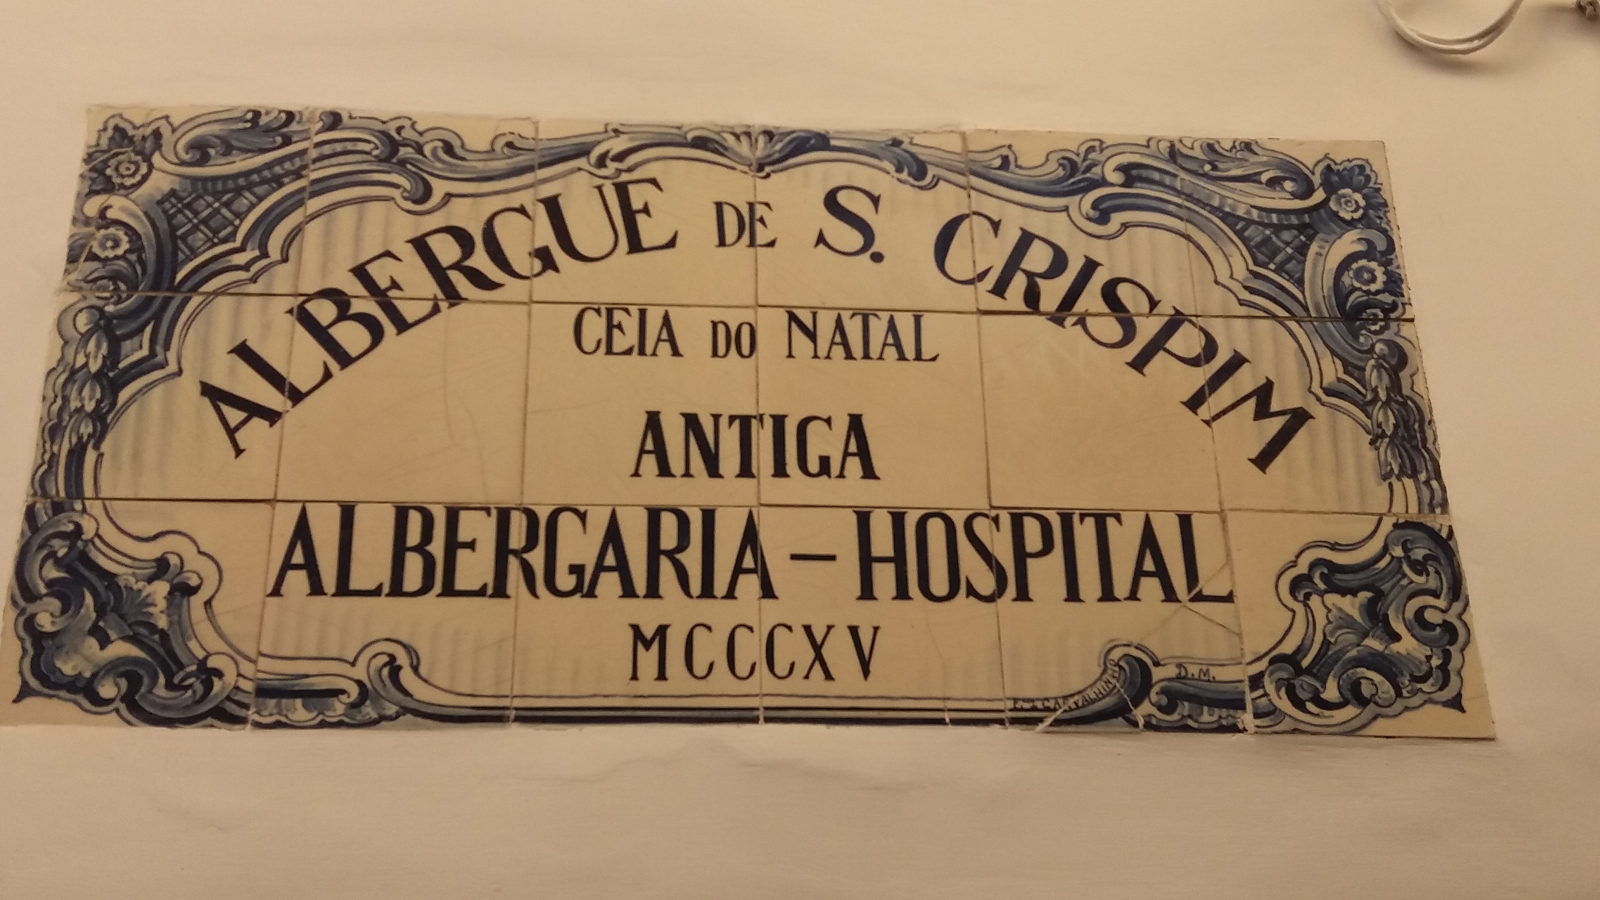 ALBERGUE DE S. CRISPIM
CEIA DO NATAL
ANTIGA
ALBERGARIA – HOSPITAL
MCCCXV
D. M.